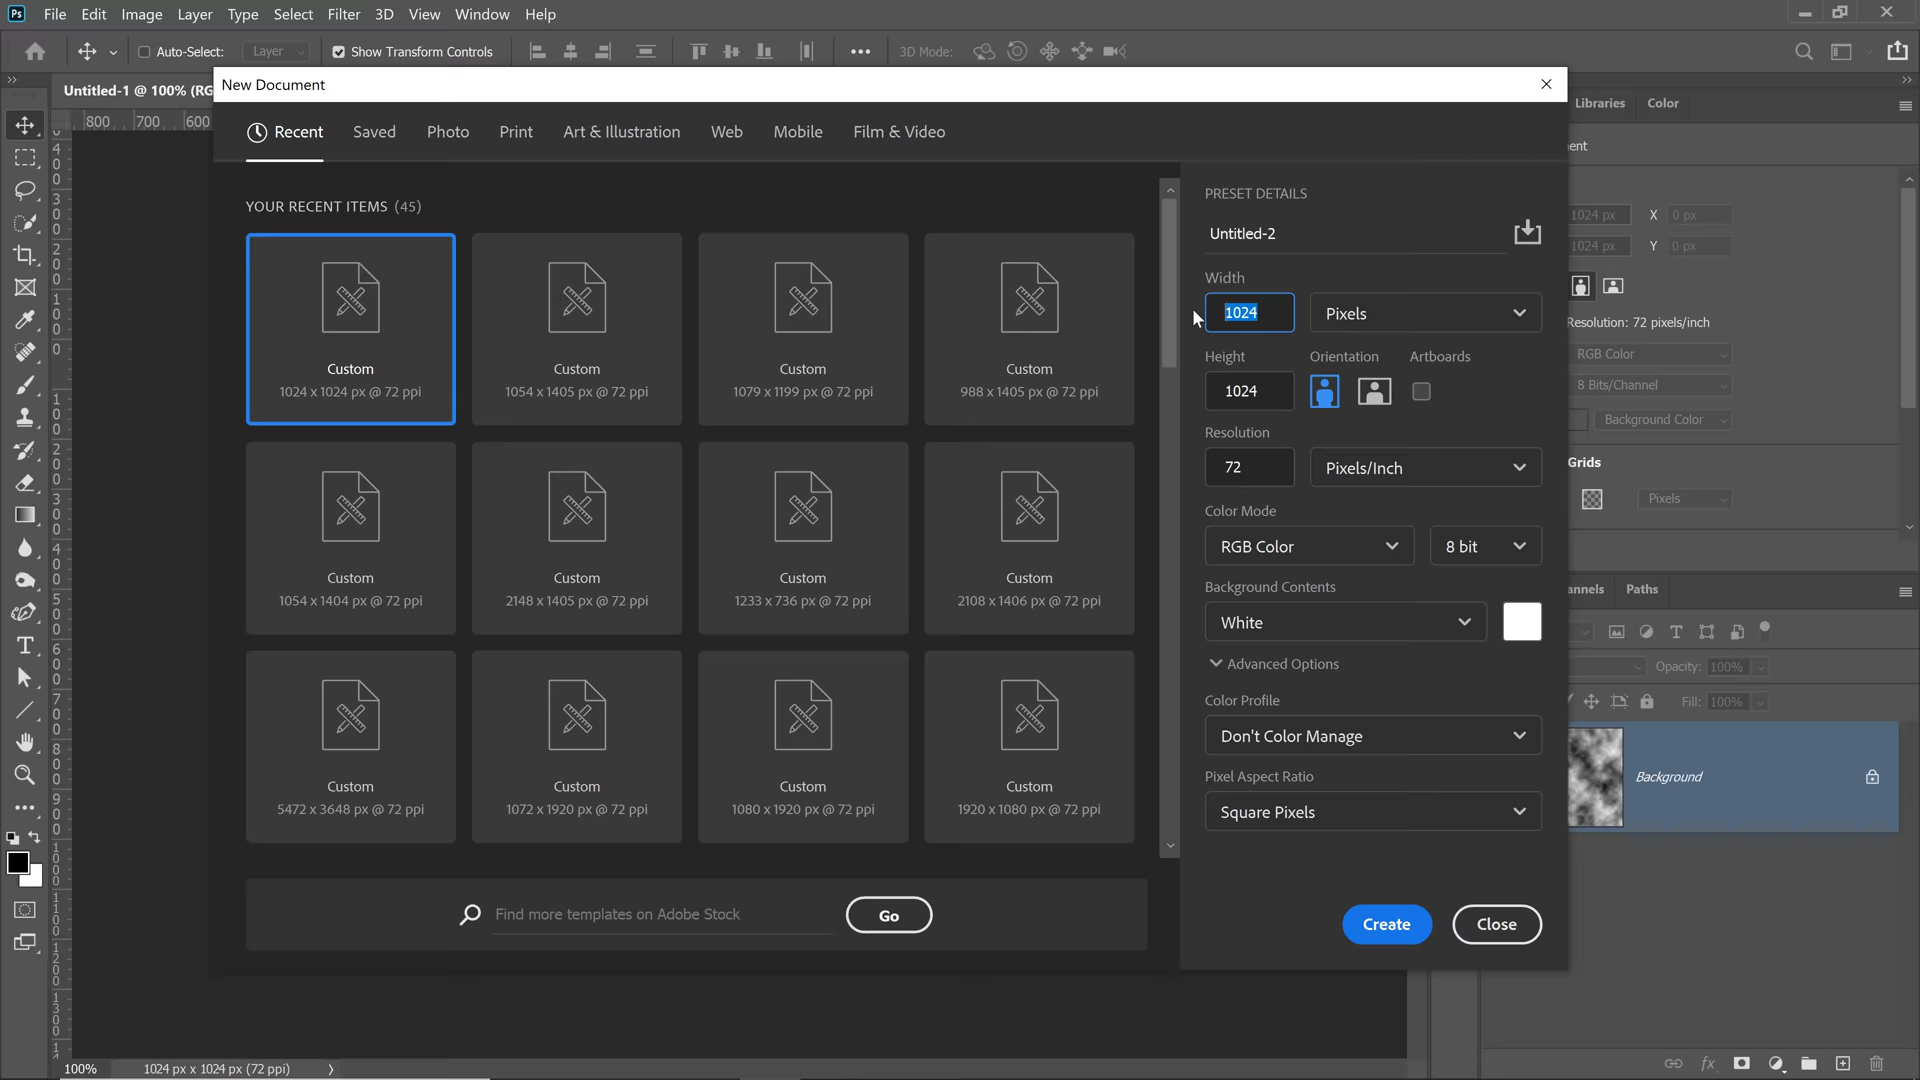 Ps File Edit Image Layer Type Select Filter 3D View Window Help
Auto-Select: Layer Show Transform Controls 3D Mode:
Untitled-1 @ 100% (RG
800 700 600
New Document
Recent Saved Photo Print Art & Illustration Web Mobile Film & Video
YOUR RECENT ITEMS (45)
Custom
1024 x 1024 px @ 72 ppi
Custom
1054 x 1405 px @ 72 ppi
Custom
1079 x 1199 px @ 72 ppi
Custom
988 x 1405 px @ 72 ppi
Custom
1054 x 1404 px @ 72 ppi
Custom
2148 x 1405 px @ 72 ppi
Custom
1233 x 736 px @ 72 ppi
Custom
2108 x 1406 px @ 72 ppi
Custom
5472 x 3648 px @ 72 ppi
Custom
1072 x 1920 px @ 72 ppi
Custom
1080 x 1920 px @ 72 ppi
Custom
1920 x 1080 px @ 72 ppi
Find more templates on Adobe Stock Go
PRESET DETAILS
Untitled-2
Width
1024 Pixels
Height Orientation Artboards
1024
Resolution
72 Pixels/Inch
Color Mode
RGB Color 8 bit
Background Contents
White
Advanced Options
Color Profile
Don't Color Manage
Pixel Aspect Ratio
Square Pixels
Create Close
Libraries Color
ment
1024 px X 0 px
1024 px Y 0 px
Resolution: 72 pixels/inch
RGB Color
8 Bits/Channel
Background Color
Grids
Pixels
annels Paths
Opacity: 100%
Fill: 100%
Background
100% 1024 px x 1024 px (72 ppi)